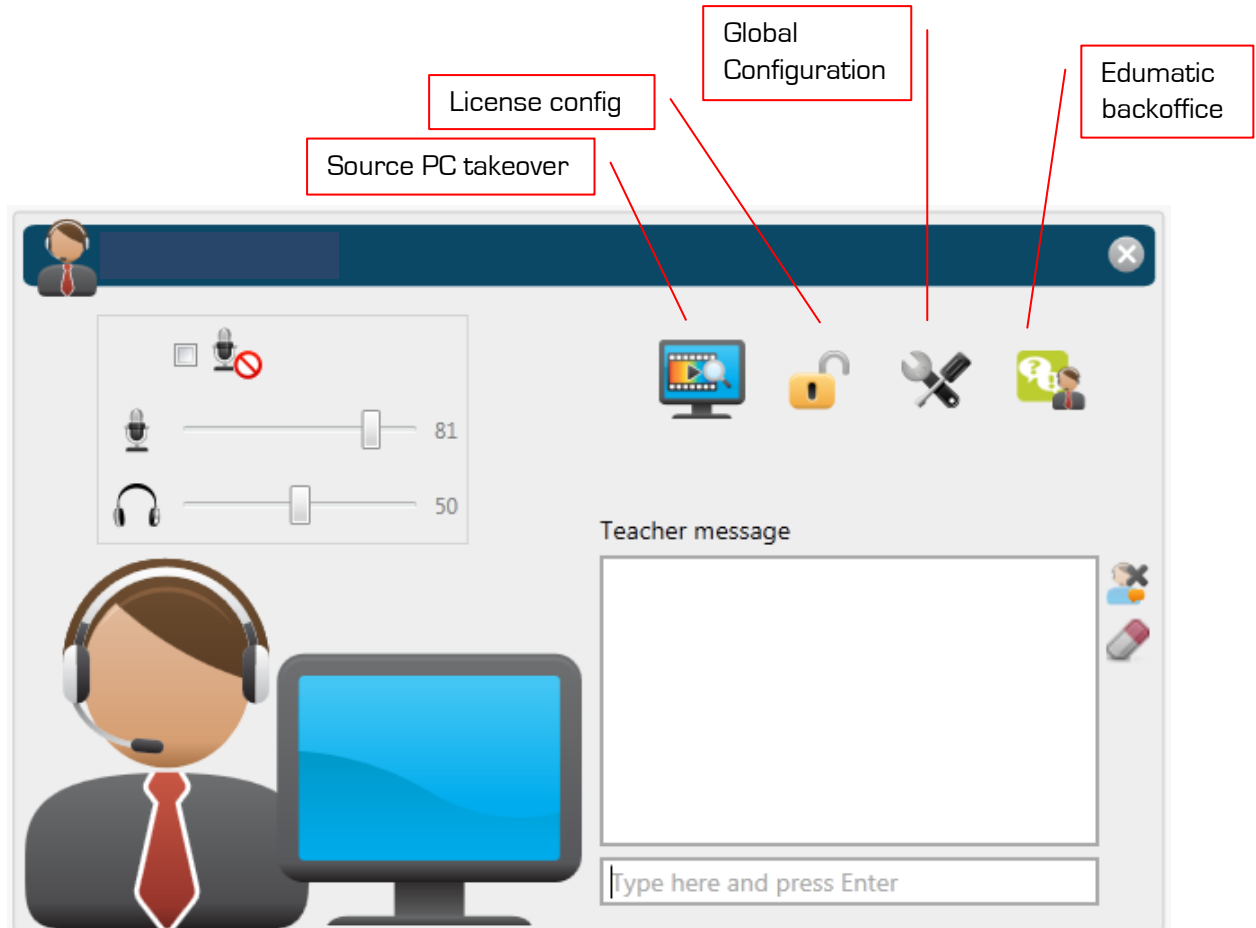 Global
Configuration
Edumatic
backoffice
License config
Source PC takeover
81
50
Teacher message
Type here and press Enter